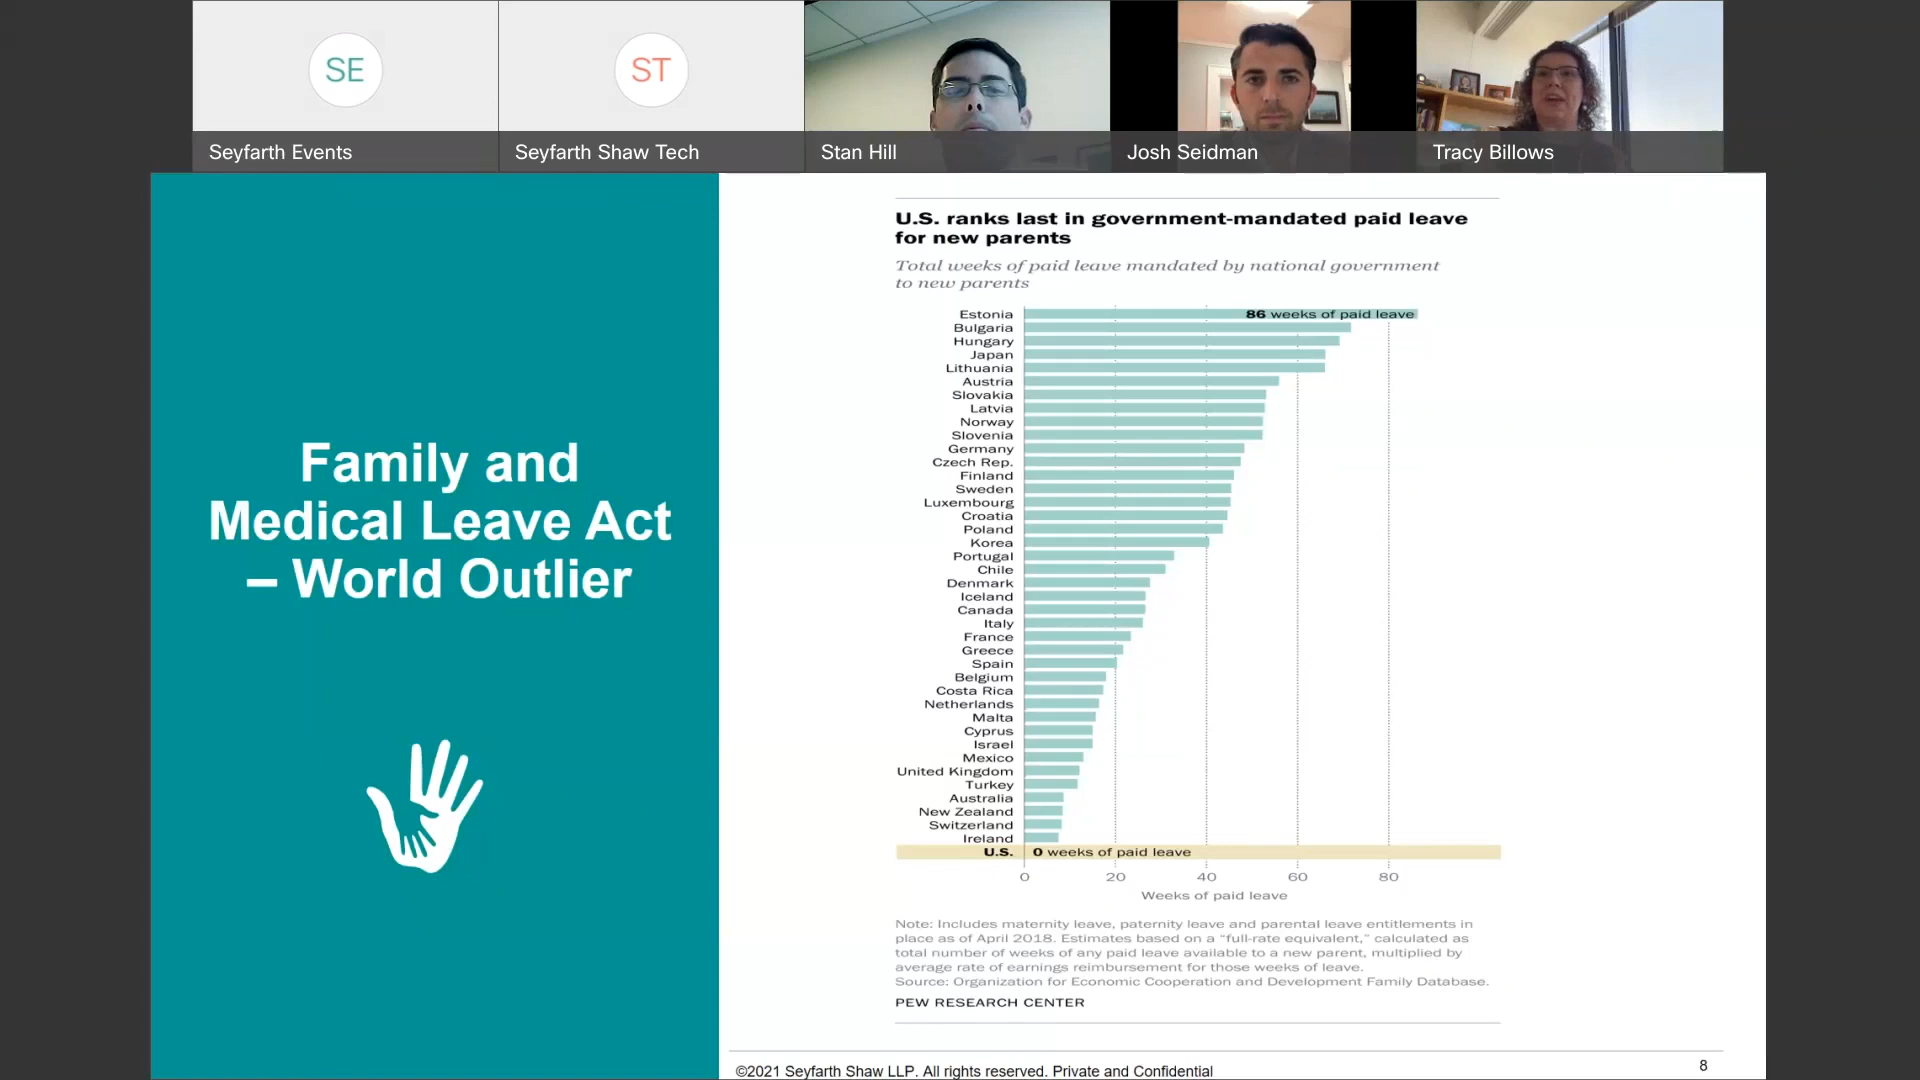 SE
ST
Seyfarth Events
Seyfarth Shaw Tech
Stan Hill
Josh Seidman
Tracy Billows
Family and
Medical Leave Act
– World Outlier
U.S. ranks last in government-mandated paid leave
for new parents
Total weeks of paid leave mandated by national government
to new parents
Estonia 86 weeks of paid leave
Bulgaria
Hungary
Japan
Lithuania
Austria
Slovakia
Latvia
Norway
Slovenia
Germany
Czech Rep.
Finland
Sweden
Luxembourg
Croatia
Poland
Korea
Portugal
Chile
Denmark
Iceland
Canada
Italy
France
Greece
Spain
Belgium
Costa Rica
Netherlands
Malta
Cyprus
Israel
Mexico
United Kingdom
Turkey
Australia
New Zealand
Switzerland
Ireland
U.S. 0 weeks of paid leave
0 20 40 60 80
Weeks of paid leave
Note: Includes maternity leave, paternity leave and parental leave entitlements in
place as of April 2018. Estimates based on a “full-rate equivalent,” calculated as
total number of weeks of any paid leave available to a new parent, multiplied by
average rate of earnings reimbursement for those weeks of leave.
Source: Organization for Economic Cooperation and Development Family Database.
PEW RESEARCH CENTER
©2021 Seyfarth Shaw LLP. All rights reserved. Private and Confidential
8